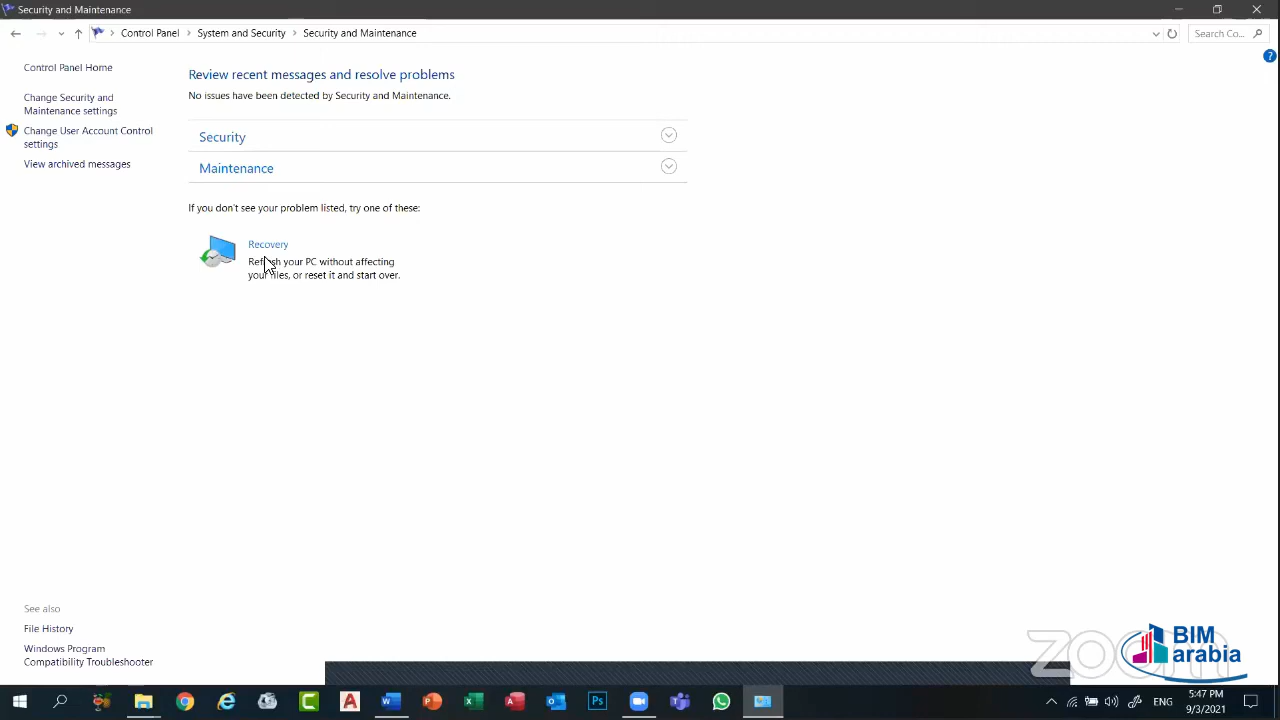 Security and Maintenance
Control Panel > System and Security > Security and Maintenance
Search Co...
Control Panel Home
Change Security and
Maintenance settings
Change User Account Control
settings
View archived messages
Review recent messages and resolve problems
No issues have been detected by Security and Maintenance.
Security
Maintenance
If you don't see your problem listed, try one of these:
Recovery
Refresh your PC without affecting
your files, or reset it and start over.
See also
File History
Windows Program
Compatibility Troubleshooter
zoom
BIM
arabia
ENG
5:47 PM
9/3/2021